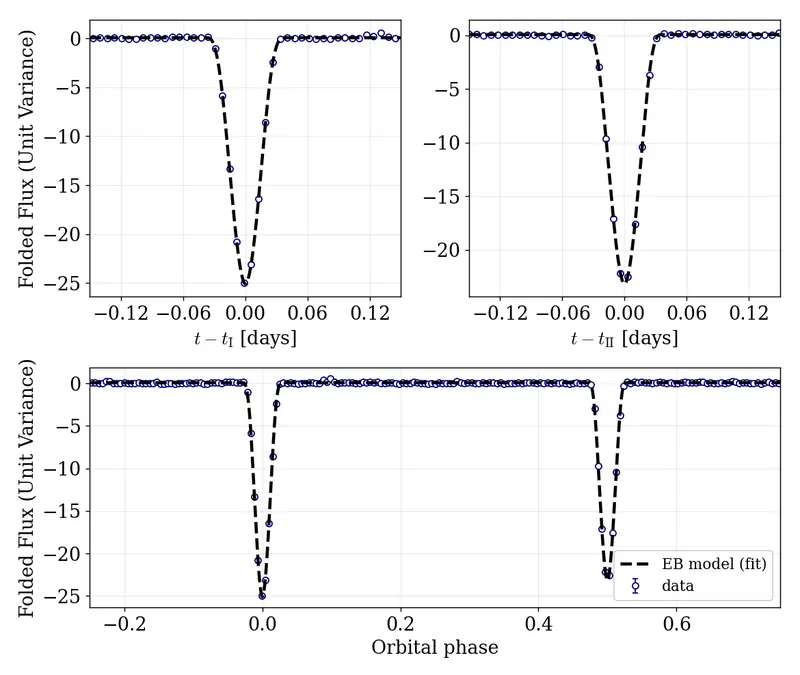 Folded Flux (Unit Variance)
0
−5
−10
−15
−20
−25
−0.12 −0.06 0.00 0.06 0.12
t − tI [days]
0
−5
−10
−15
−20
−0.12 −0.06 0.00 0.06 0.12
t − tII [days]
Folded Flux (Unit Variance)
0
−5
−10
−15
−20
−25
EB model (fit)
data
−0.2 0.0 0.2 0.4 0.6
Orbital phase